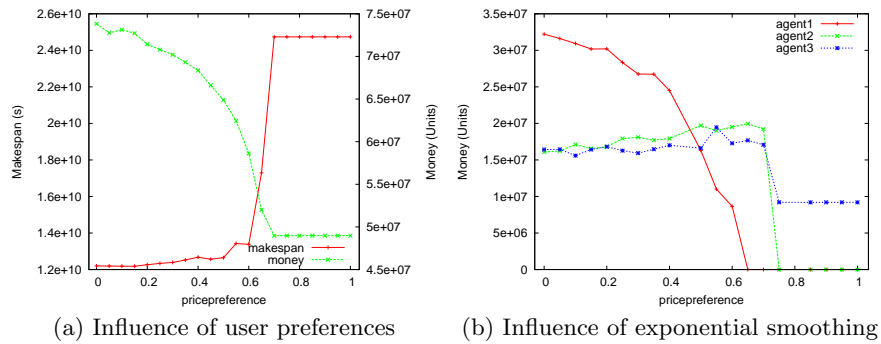 2.6e+10
2.4e+10
2.2e+10
2e+10
1.8e+10
1.6e+10
1.4e+10
1.2e+10
Makespan (s)
0 0.2 0.4 0.6 0.8 1
pricepreference
7.5e+07
7e+07
6.5e+07
6e+07
5.5e+07
5e+07
4.5e+07
Money (Units)
makespan
money
(a) Influence of user preferences
3.5e+07
3e+07
2.5e+07
2e+07
1.5e+07
1e+07
5e+06
0
Money (Units)
0 0.2 0.4 0.6 0.8 1
pricepreference
agent1
agent2
agent3
(b) Influence of exponential smoothing